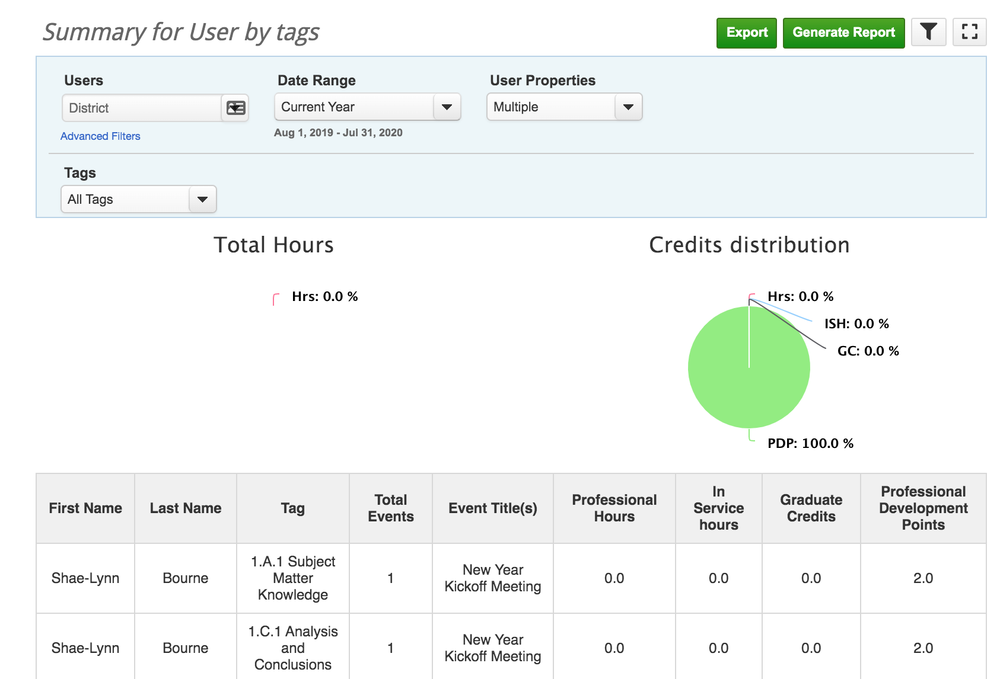 Summary for User by tags
Export
Generate Report
Users
Date Range
User Properties
District
Current Year
Multiple
Advanced Filters
Aug 1, 2019 - Jul 31, 2020
Tags
All Tags
Total Hours
Credits distribution
Hrs: 0.0 %
Hrs: 0.0 %
ISH: 0.0 %
GC: 0.0 %
PDP: 100.0 %
First Name
Last Name
Tag
Total
Events
Event Title(s)
Professional
Hours
In
Service
hours
Graduate
Credits
Professional
Development
Points
Shae-Lynn
Bourne
1.A.1 Subject
Matter
Knowledge
1
New Year
Kickoff Meeting
0.0
0.0
0.0
2.0
Shae-Lynn
Bourne
1.C.1 Analysis
and
Conclusions
1
New Year
Kickoff Meeting
0.0
0.0
0.0
2.0